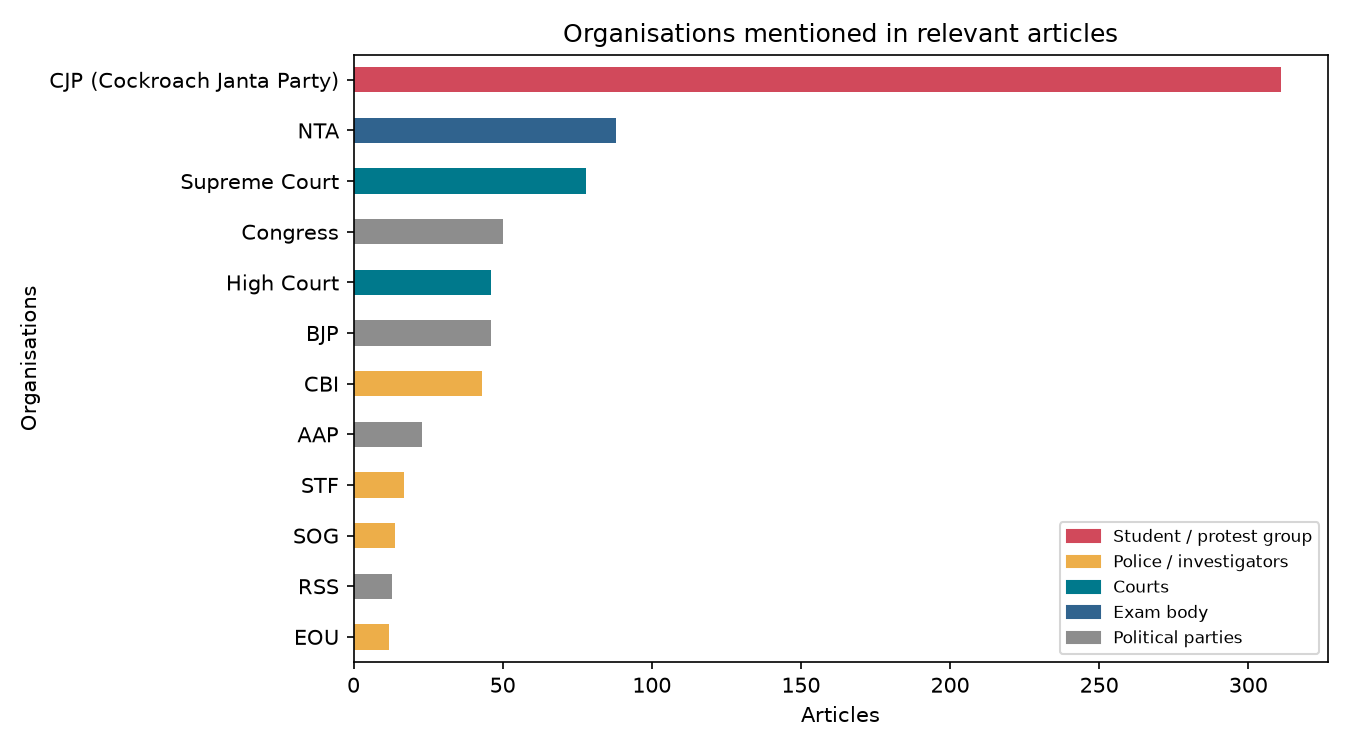 Organisations mentioned in relevant articles
CJP (Cockroach Janta Party)
NTA
Supreme Court
Congress
High Court
BJP
CBI
AAP
STF
SOG
RSS
EOU
Organisations
Student / protest group
Police / investigators
Courts
Exam body
Political parties
0 50 100 150 200 250 300
Articles